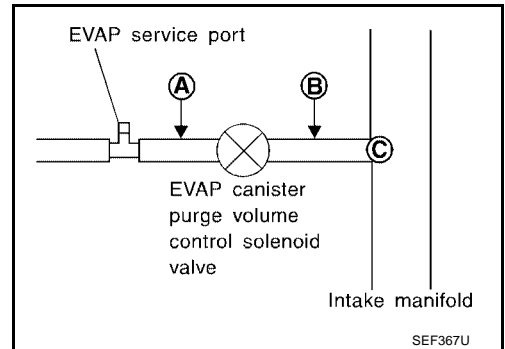 EVAP service port
A
B
C
EVAP canister
purge volume
control solenoid
valve
Intake manifold
SEF367U